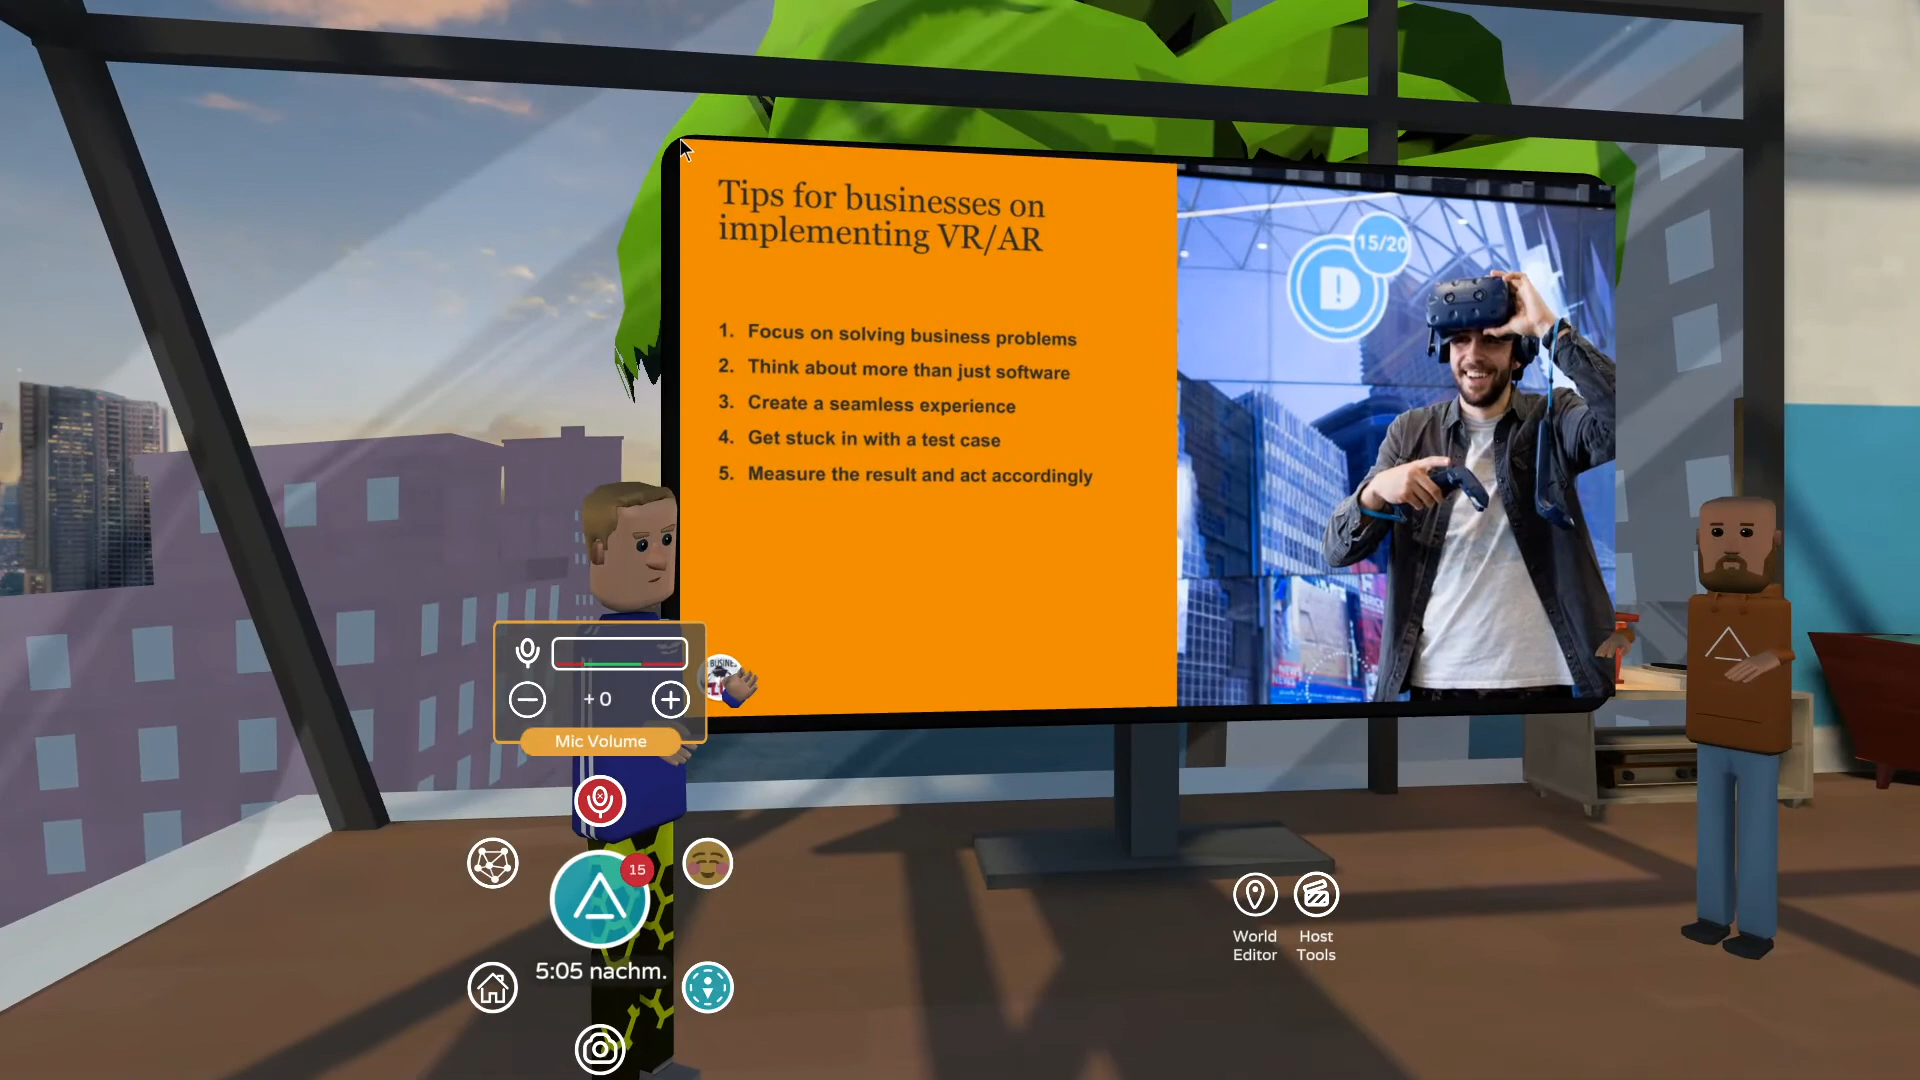 Tips for businesses on
implementing VR/AR
15/20
1. Focus on solving business problems
2. Think about more than just software
3. Create a seamless experience
4. Get stuck in with a test case
5. Measure the result and act accordingly
+ 0
Mic Volume
15
5:05 nachm.
World
Editor
Host
Tools